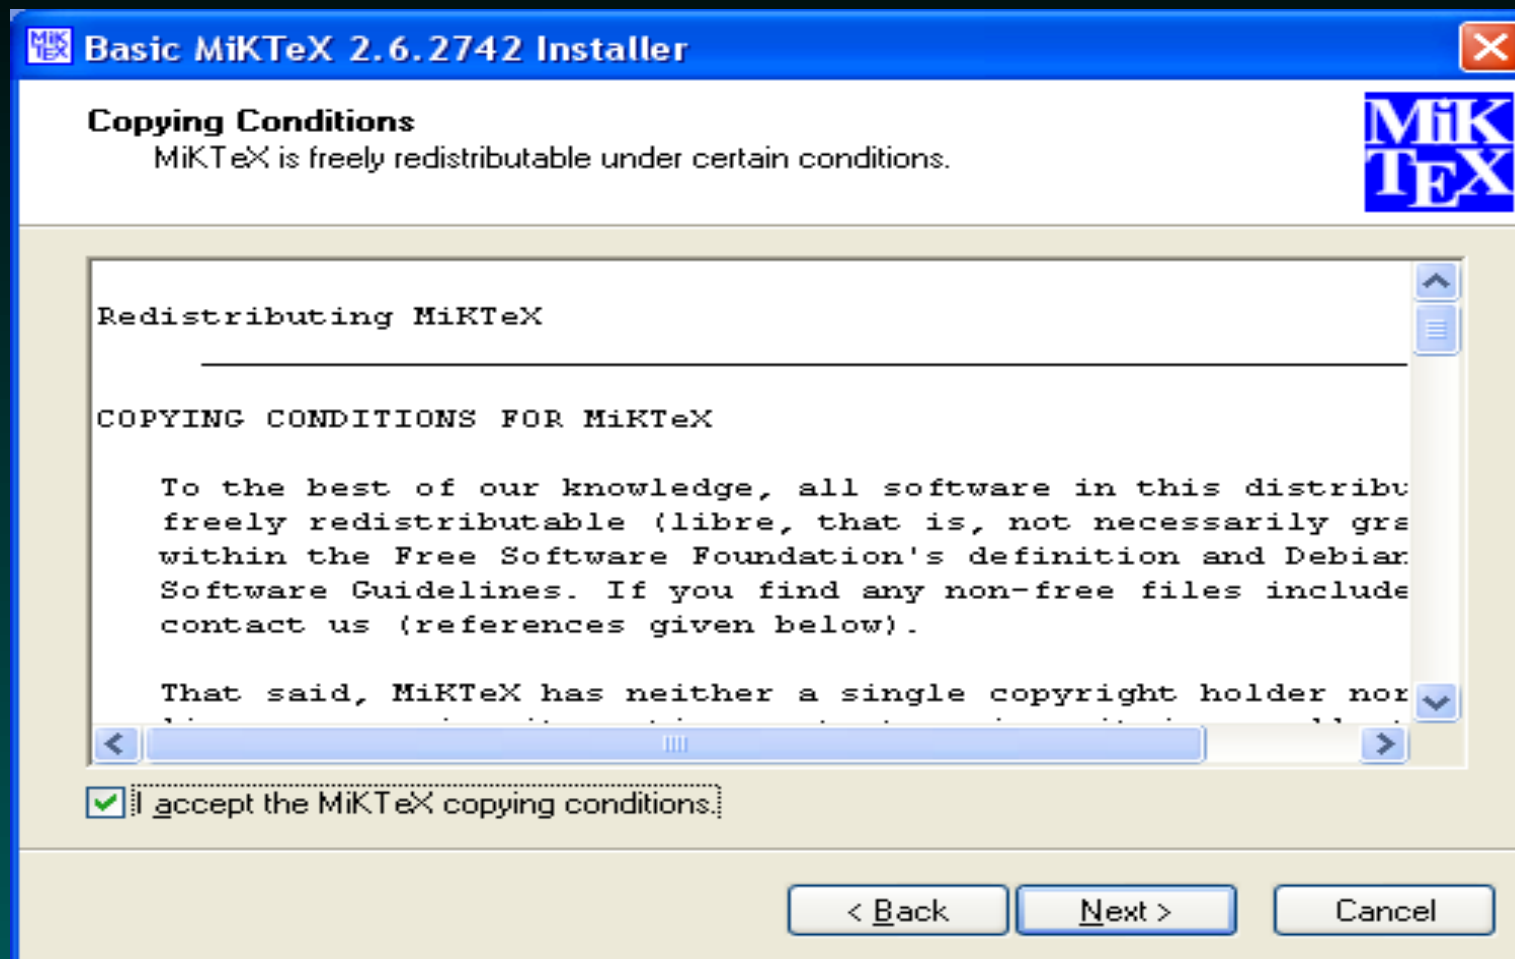 MiK
TEX
Basic MiKTeX 2.6.2742 Installer
Copying Conditions
MiKTeX is freely redistributable under certain conditions.
MiK
TEX
Redistributing MiKTeX
COPYING CONDITIONS FOR MiKTeX
To the best of our knowledge, all software in this distribu
freely redistributable (libre, that is, not necessarily gra
within the Free Software Foundation's definition and Debian
Software Guidelines. If you find any non-free files include
contact us (references given below).
That said, MiKTeX has neither a single copyright holder nor
I accept the MiKTeX copying conditions.
< Back
Next >
Cancel